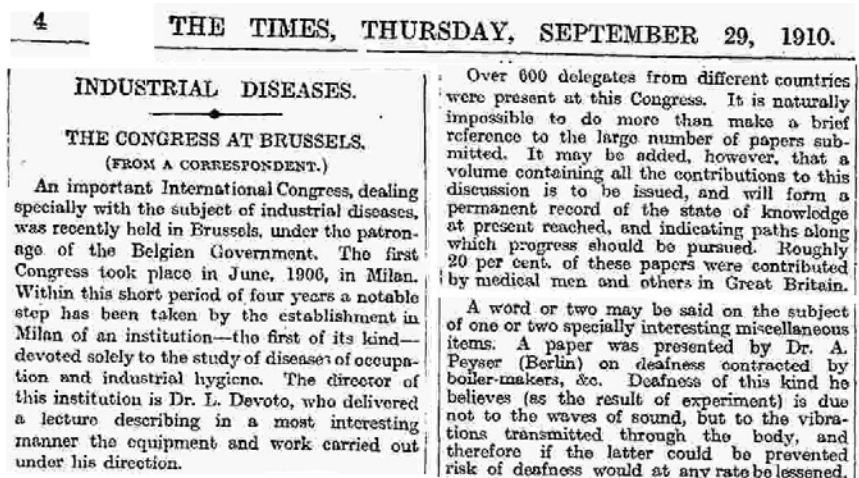 4
THE TIMES, THURSDAY, SEPTEMBER 29, 1910.
INDUSTRIAL DISEASES.
THE CONGRESS AT BRUSSELS.
(FROM A CORRESPONDENT.)
An important International Congress, dealing
specially with the subject of industrial diseases,
was recently held in Brussels, under the patron-
age of the Belgian Government. The first
Congress took place in June, 1906, in Milan.
Within this short period of four years a notable
step has been taken by the establishment in
Milan of an institution—the first of its kind—
devoted solely to the study of diseases of occupa-
tion and industrial hygiene. The director of
this institution is Dr. L. Devoto, who delivered
a lecture describing in a most interesting
manner the equipment and work carried out
under his direction.
Over 600 delegates from different countries
were present at this Congress. It is naturally
impossible to do more than make a brief
reference to the large number of papers sub-
mitted. It may be added, however, that a
volume containing all the contributions to this
discussion is to be issued, and will form a
permanent record of the state of knowledge
at present reached, and indicating paths along
which progress should be pursued. Roughly
20 per cent. of these papers were contributed
by medical men and others in Great Britain.
A word or two may be said on the subject
of one or two specially interesting miscellaneous
items. A paper was presented by Dr. A.
Peyser (Berlin) on deafness contracted by
boiler-makers, &c. Deafness of this kind he
believes (as the result of experiment) is due
not to the waves of sound, but to the vibra-
tions transmitted through the body, and
therefore if the latter could be prevented
risk of deafness would at any rate be lessened.